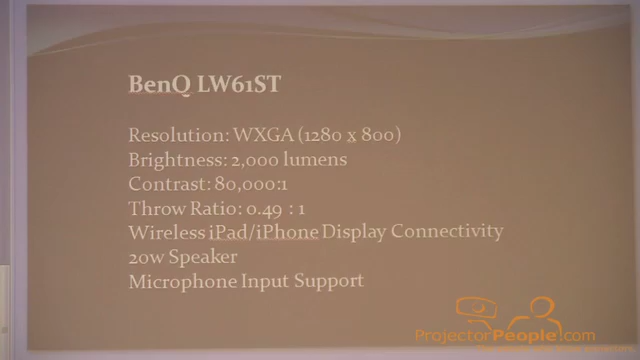 BenQ LW61ST
Resolution: WXGA (1280 x 800)
Brightness: 2,000 lumens
Contrast: 80,000:1
Throw Ratio: 0.49 : 1
Wireless iPad/iPhone Display Connectivity
20w Speaker
Microphone Input Support
ProjectorPeople.com